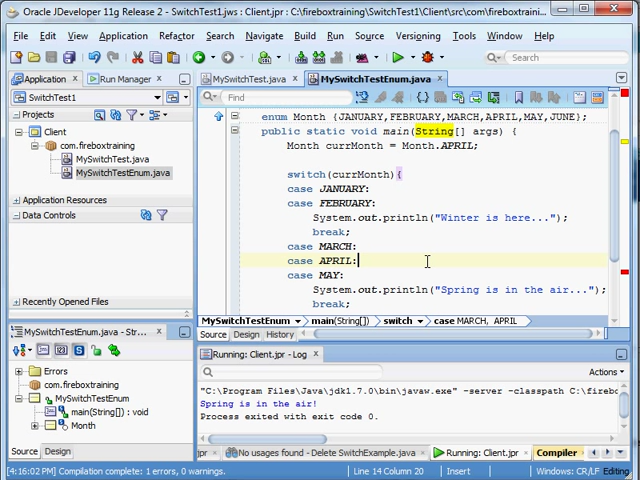 Oracle JDeveloper 11g Release 2 - SwitchTest1.jws : Client.jpr : C:\fireboxtraining\SwitchTest1\Client\src\com\fireboxtraining\...
File Edit View Application Refactor Search Navigate Build Run Source Versioning Tools Window Help
Search
Application Run Manager
SwitchTest.java MySwitchTestEnum.java
SwitchTest1
Find
Projects
Client
com.fireboxtraining
MySwitchTest.java
MySwitchTestEnum.java
Application Resources
Data Controls
Recently Opened Files
enum Month {JANUARY,FEBRUARY,MARCH,APRIL,MAY,JUNE};
public static void main(String[] args) {
Month currMonth = Month.APRIL;
switch(currMonth){
case JANUARY:
case FEBRUARY:
System.out.println("Winter is here...");
break;
case MARCH:
case APRIL:
case MAY:
System.out.println("Spring is in the air...");
break;
MySwitchTestEnum main(String[]) switch case MARCH, APRIL
Source Design History
MySwitchTestEnum.java - Str...
Errors
com.fireboxtraining
MySwitchTestEnum
main(String[]) : void
Month
Source Design
Running: Client.jpr - Log
Actions
"C:\Program Files\Java\jdk1.7.0\bin\javaw.exe" -server -classpath C:\firebo
Spring is in the air!
Process exited with exit code 0.
jpr No usages found - Delete SwitchExample.java Running: Client.jpr Compiler
[4:16:02 PM] Compilation complete: 1 errors, 0 warnings. Line 14 Column 20 Insert Windows: CR/LF Editing